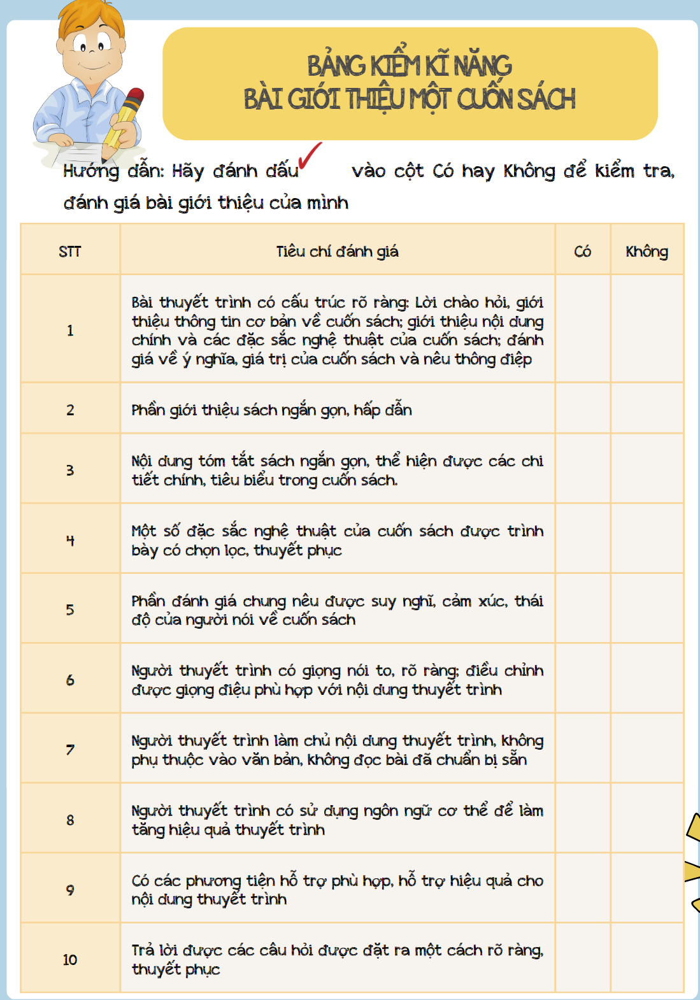 BẢNG KIỂM KĨ NĂNG
BÀI GIỚI THIỆU MỘT CUỐN SÁCH
Hướng dẫn: Hãy đánh dấu vào cột Có hay Không để kiểm tra,
đánh giá bài giới thiệu của mình
STT Tiêu chí đánh giá Có Không
1
Bài thuyết trình có cấu trúc rõ ràng: Lời chào hỏi, giới
thiệu thông tin cơ bản về cuốn sách; giới thiệu nội dung
chính và các đặc sắc nghệ thuật của cuốn sách; đánh
giá về ý nghĩa, giá trị của cuốn sách và nêu thông điệp
2 Phần giới thiệu sách ngắn gọn, hấp dẫn
3
Nội dung tóm tắt sách ngắn gọn, thể hiện được các chi
tiết chính, tiêu biểu trong cuốn sách.
4
Một số đặc sắc nghệ thuật của cuốn sách được trình
bày có chọn lọc, thuyết phục
5
Phần đánh giá chung nêu được suy nghĩ, cảm xúc, thái
độ của người nói về cuốn sách
6
Người thuyết trình có giọng nói to, rõ ràng; điều chỉnh
được giọng điệu phù hợp với nội dung thuyết trình
7
Người thuyết trình làm chủ nội dung thuyết trình, không
phụ thuộc vào văn bản, không đọc bài đã chuẩn bị sẵn
8
Người thuyết trình có sử dụng ngôn ngữ cơ thể để làm
tăng hiệu quả thuyết trình
9
Có các phương tiện hỗ trợ phù hợp, hỗ trợ hiệu quả cho
nội dung thuyết trình
10
Trả lời được các câu hỏi được đặt ra một cách rõ ràng,
thuyết phục